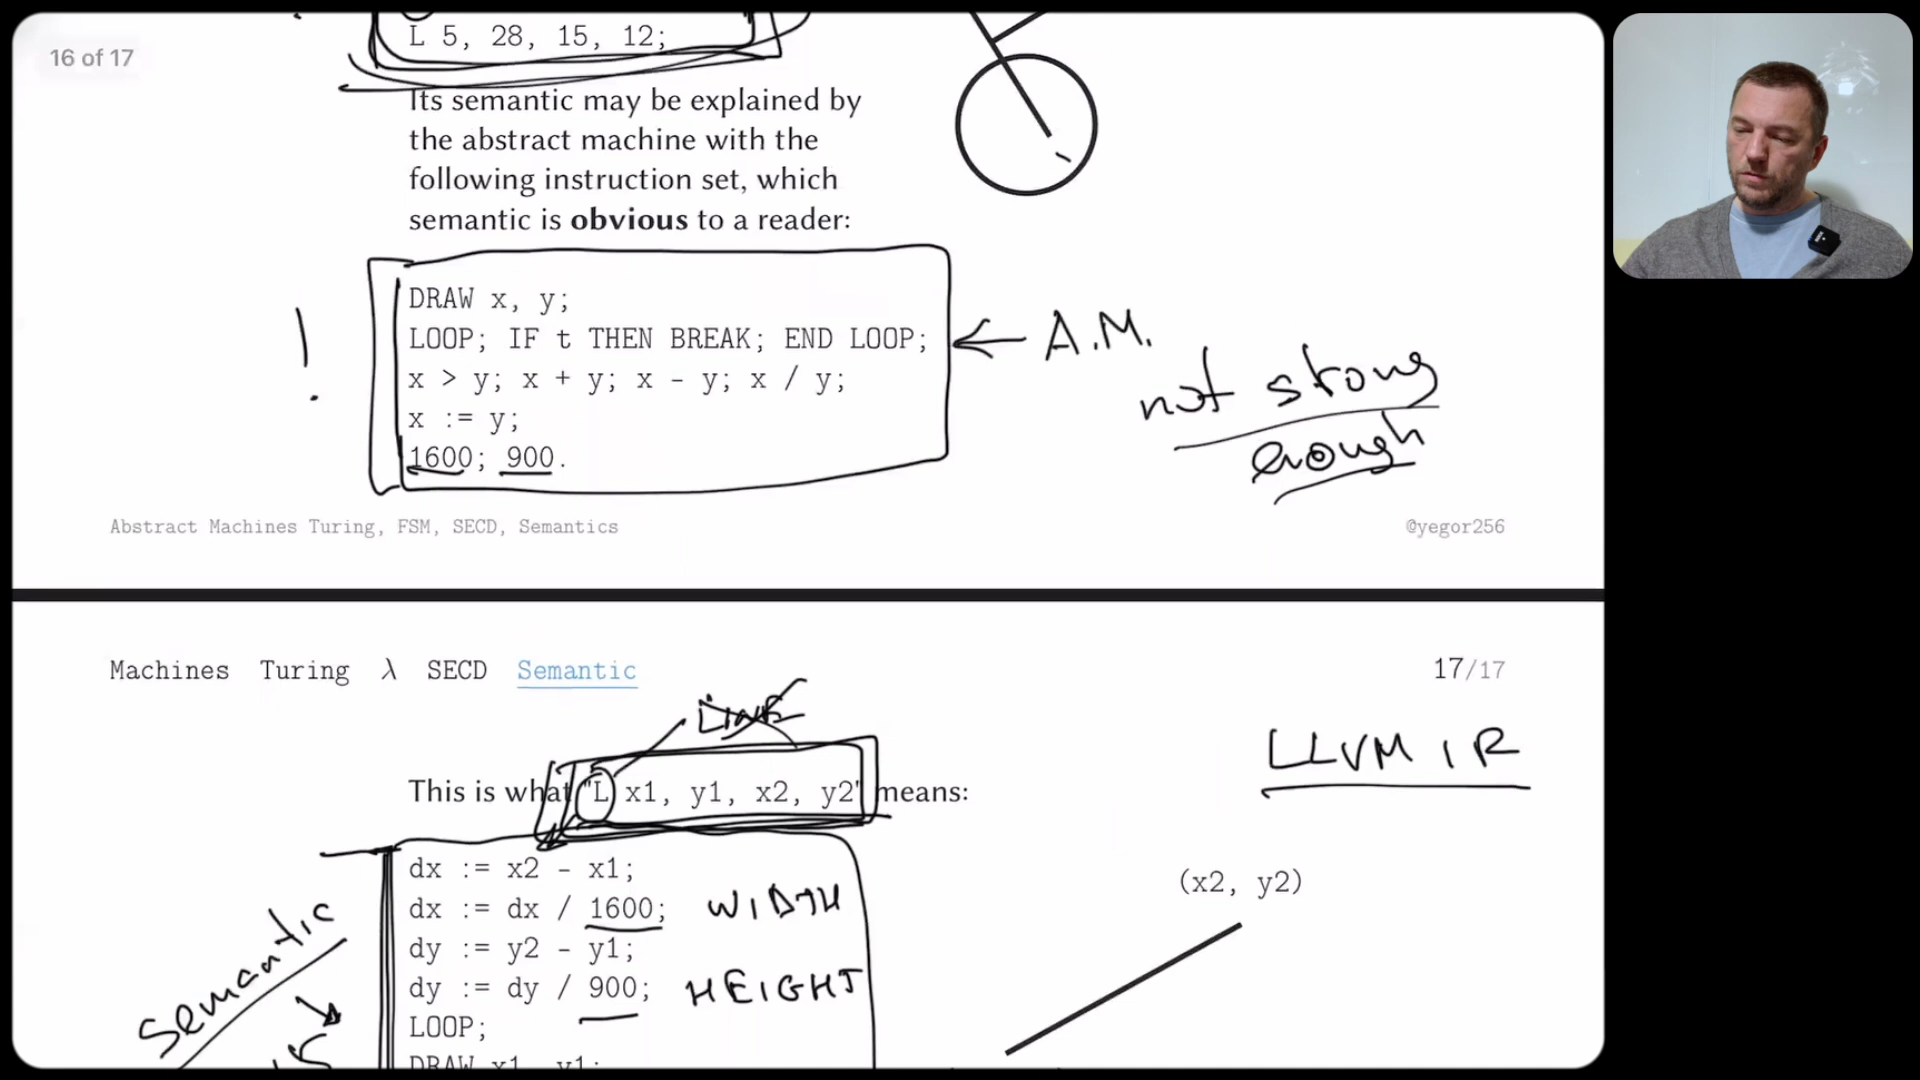 16 of 17
L 5, 28, 15, 12;
Its semantic may be explained by
the abstract machine with the
following instruction set, which
semantic is obvious to a reader:
DRAW x, y;
LOOP; IF t THEN BREAK; END LOOP;
x > y; x + y; x - y; x / y;
x := y;
1600; 900.
!
← A.M.
not strong
enough
Abstract Machines Turing, FSM, SECD, Semantics
@yegor256
Machines Turing λ SECD Semantic
17/17
LINE
LLVM IR
This is what "L x1, y1, x2, y2" means:
dx := x2 - x1;
dx := dx / 1600; WIDTH
dy := y2 - y1;
dy := dy / 900; HEIGHT
LOOP;
DRAW x1, y1;
semantic
(x2, y2)